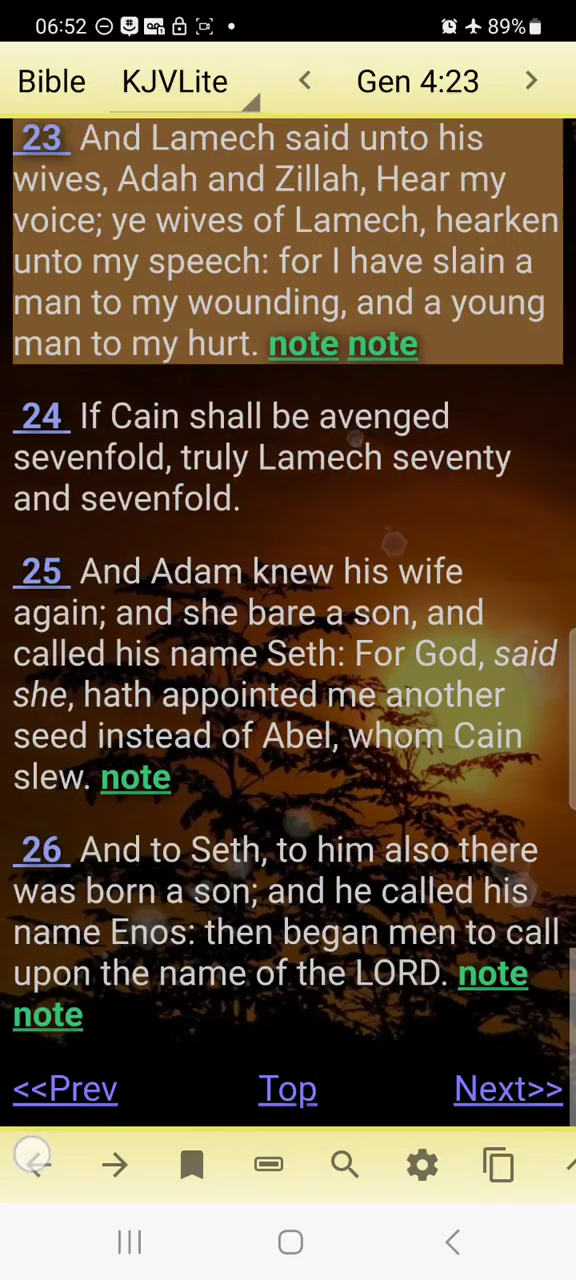 06:52 89%
Bible KJVLite < Gen 4:23 >
23 And Lamech said unto his
wives, Adah and Zillah, Hear my
voice; ye wives of Lamech, hearken
unto my speech: for I have slain a
man to my wounding, and a young
man to my hurt. note note
24 If Cain shall be avenged
sevenfold, truly Lamech seventy
and sevenfold.
25 And Adam knew his wife
again; and she bare a son, and
called his name Seth: For God, said
she, hath appointed me another
seed instead of Abel, whom Cain
slew. note
26 And to Seth, to him also there
was born a son; and he called his
name Enos: then began men to call
upon the name of the LORD. note
note
<<Prev Top Next>>